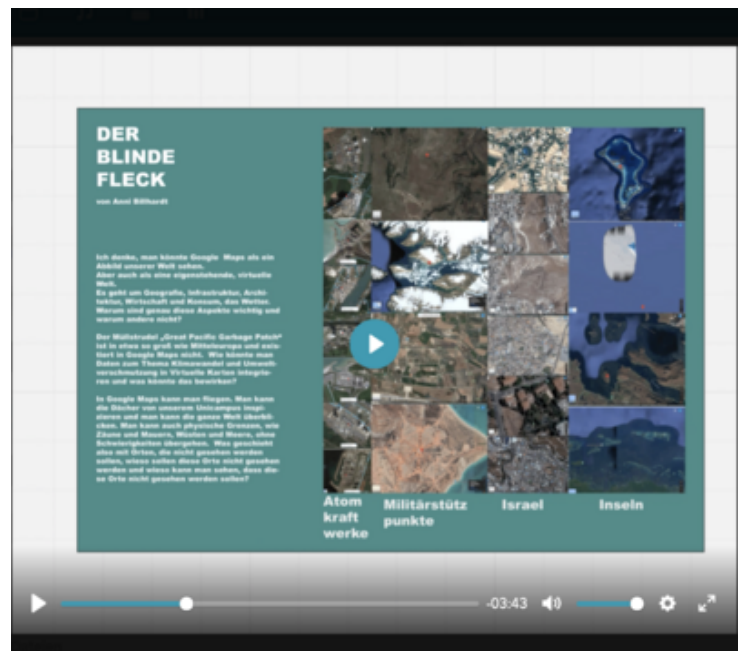 DER
BLINDE
FLECK
von Anni Billhardt
Ich denke, man könnte Google Maps als ein
Abbild unserer Welt sehen.
Aber auch als eine eigenstehende, virtuelle
Welt.
Es geht um Geografie, Infrastruktur, Archi-
tektur, Wirtschaft und Konsum, das Wetter.
Warum sind genau diese Aspekte wichtig und
warum andere nicht?
Der Müllstrudel „Great Pacific Garbage Patch“
ist in etwa so groß wie Mitteleuropa und exis-
tiert in Google Maps nicht. Wie könnte man
Daten zum Thema Klimawandel und Umwelt-
verschmutzung in Virtuelle Karten integrie-
ren und was könnte das bewirken?
In Google Maps kann man fliegen. Man kann
die Dächer von unserem Unicampus inspi-
zieren und man kann die ganze Welt überbli-
cken. Man kann auch physische Grenzen, wie
Zäune und Mauern, Wüsten und Meere, ohne
Schwierigkeiten übergehen. Was geschieht
also mit Orten, die nicht gesehen werden
sollen, wieso sollen diese Orte nicht gesehen
werden und wieso kann man sehen, dass die-
se Orte nicht gesehen werden sollen?
Atom
kraft
werke
Militärstütz
punkte
Israel
Inseln
-03:43